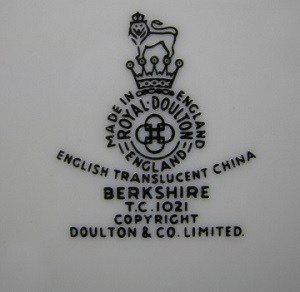 MADE IN ENGLAND
ROYAL·DOULTON
ENGLAND
ENGLISH TRANSLUCENT CHINA
BERKSHIRE
T.C. 1021
COPYRIGHT
DOULTON & CO. LIMITED.